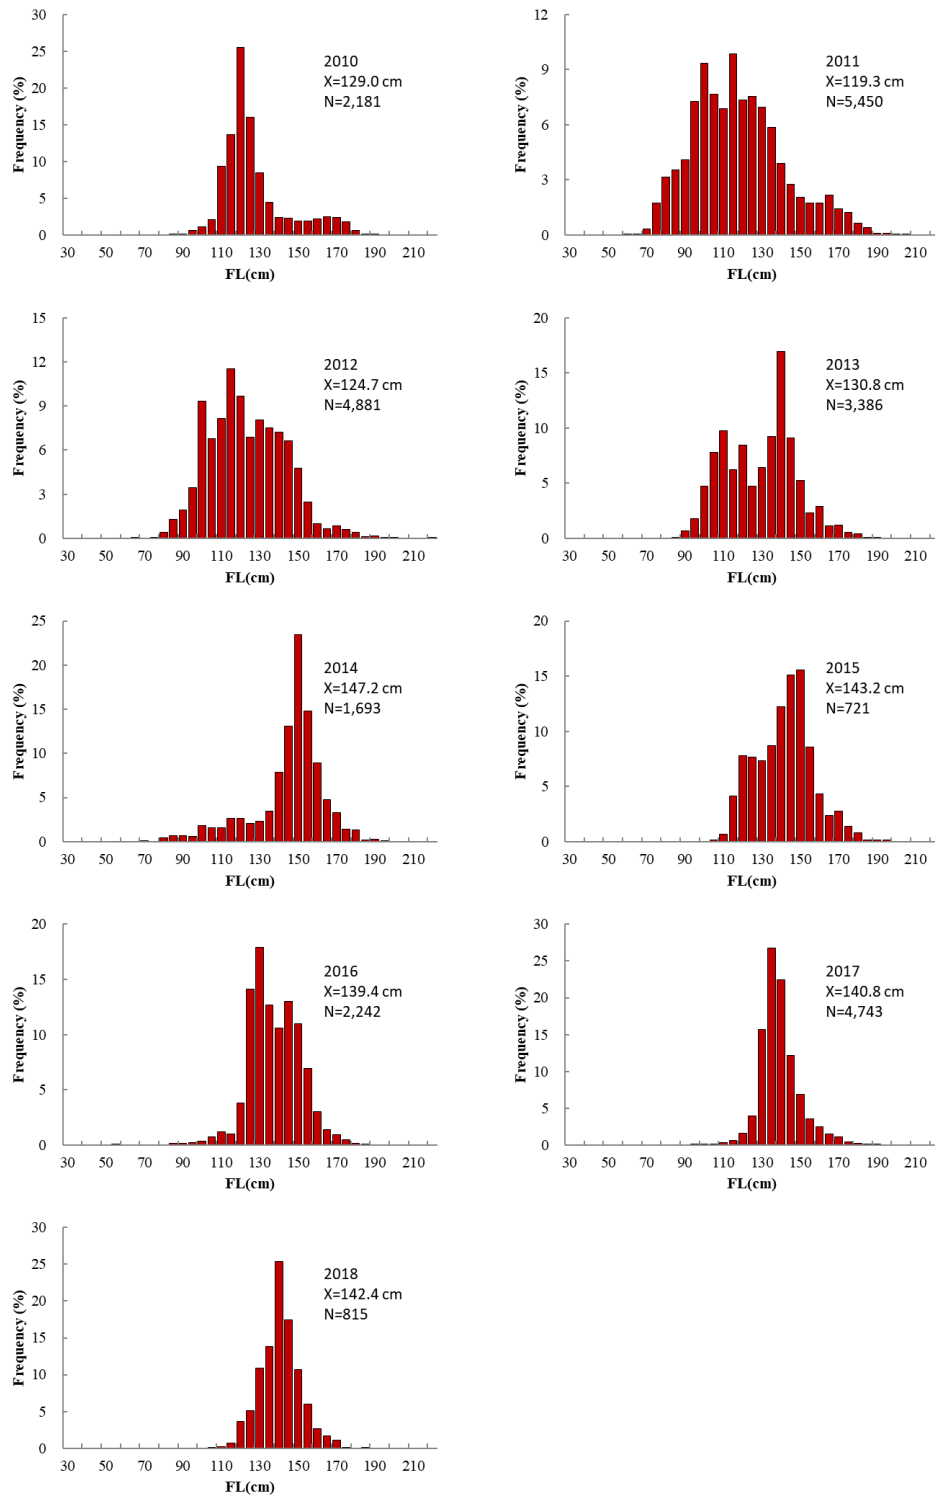 30
25
20
15
10
5
0
Frequency (%)
2010
X=129.0 cm
N=2,181
30 50 70 90 110 130 150 170 190 210
FL(cm)
12
9
6
3
0
Frequency (%)
2011
X=119.3 cm
N=5,450
30 50 70 90 110 130 150 170 190 210
FL(cm)
15
12
9
6
3
0
Frequency (%)
2012
X=124.7 cm
N=4,881
30 50 70 90 110 130 150 170 190 210
FL(cm)
20
15
10
5
0
Frequency (%)
2013
X=130.8 cm
N=3,386
30 50 70 90 110 130 150 170 190 210
FL(cm)
25
20
15
10
5
0
Frequency (%)
2014
X=147.2 cm
N=1,693
30 50 70 90 110 130 150 170 190 210
FL(cm)
20
15
10
5
0
Frequency (%)
2015
X=143.2 cm
N=721
30 50 70 90 110 130 150 170 190 210
FL(cm)
20
15
10
5
0
Frequency (%)
2016
X=139.4 cm
N=2,242
30 50 70 90 110 130 150 170 190 210
FL(cm)
30
25
20
15
10
5
0
Frequency (%)
2017
X=140.8 cm
N=4,743
30 50 70 90 110 130 150 170 190 210
FL(cm)
30
25
20
15
10
5
0
Frequency (%)
2018
X=142.4 cm
N=815
30 50 70 90 110 130 150 170 190 210
FL(cm)